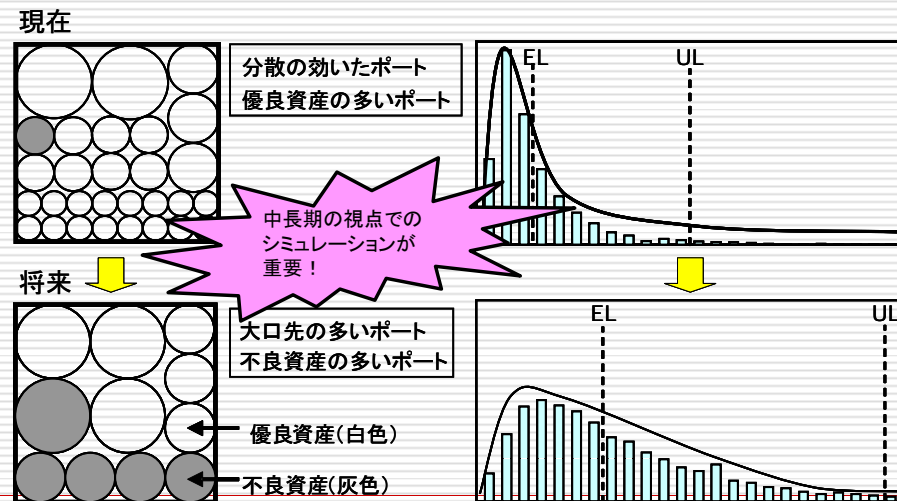 現在
分散の効いたポート
優良資産の多いポート
EL
UL
中長期の視点での
シミュレーションが
重要！
将来
大口先の多いポート
不良資産の多いポート
優良資産(白色)
不良資産(灰色)
EL
UL